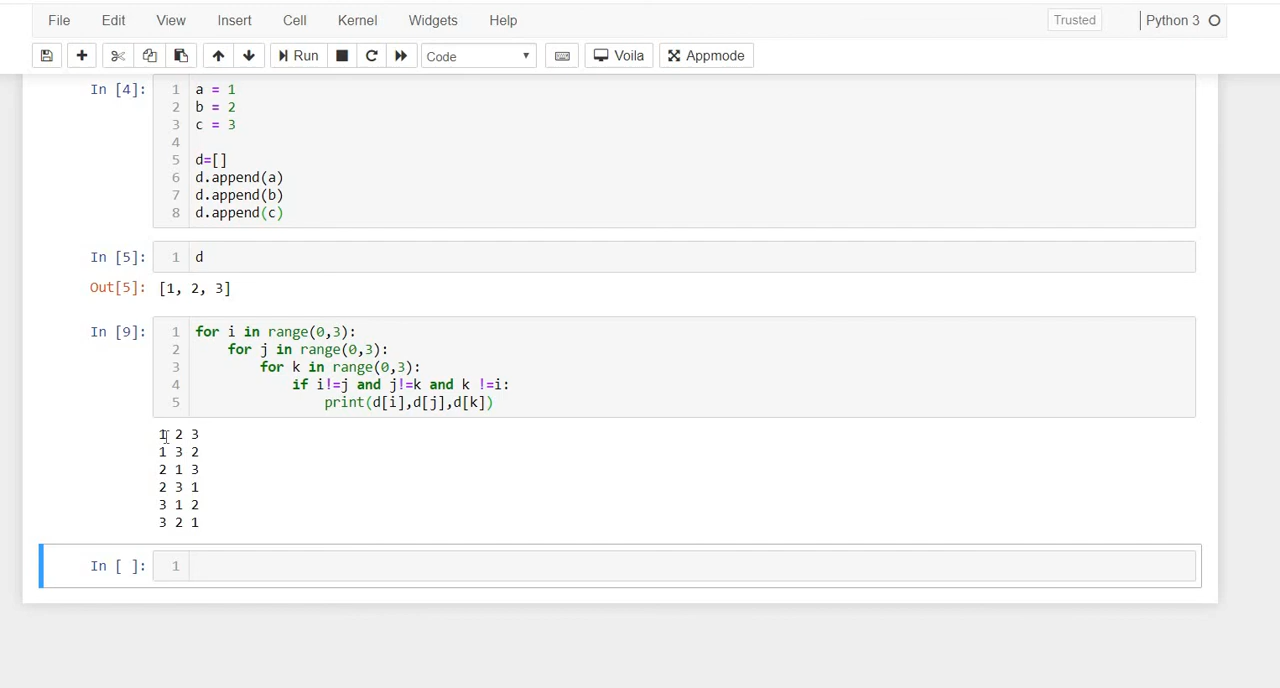 File Edit View Insert Cell Kernel Widgets Help Trusted Python 3
Run Code Voila Appmode
In [4]: 1 a = 1
2 b = 2
3 c = 3
4
5 d=[]
6 d.append(a)
7 d.append(b)
8 d.append(c)
In [5]: 1 d
Out[5]: [1, 2, 3]
In [9]: 1 for i in range(0,3):
2     for j in range(0,3):
3         for k in range(0,3):
4             if i!=j and j!=k and k !=i:
5                 print(d[i],d[j],d[k])
1 2 3
1 3 2
2 1 3
2 3 1
3 1 2
3 2 1
In [ ]: 1